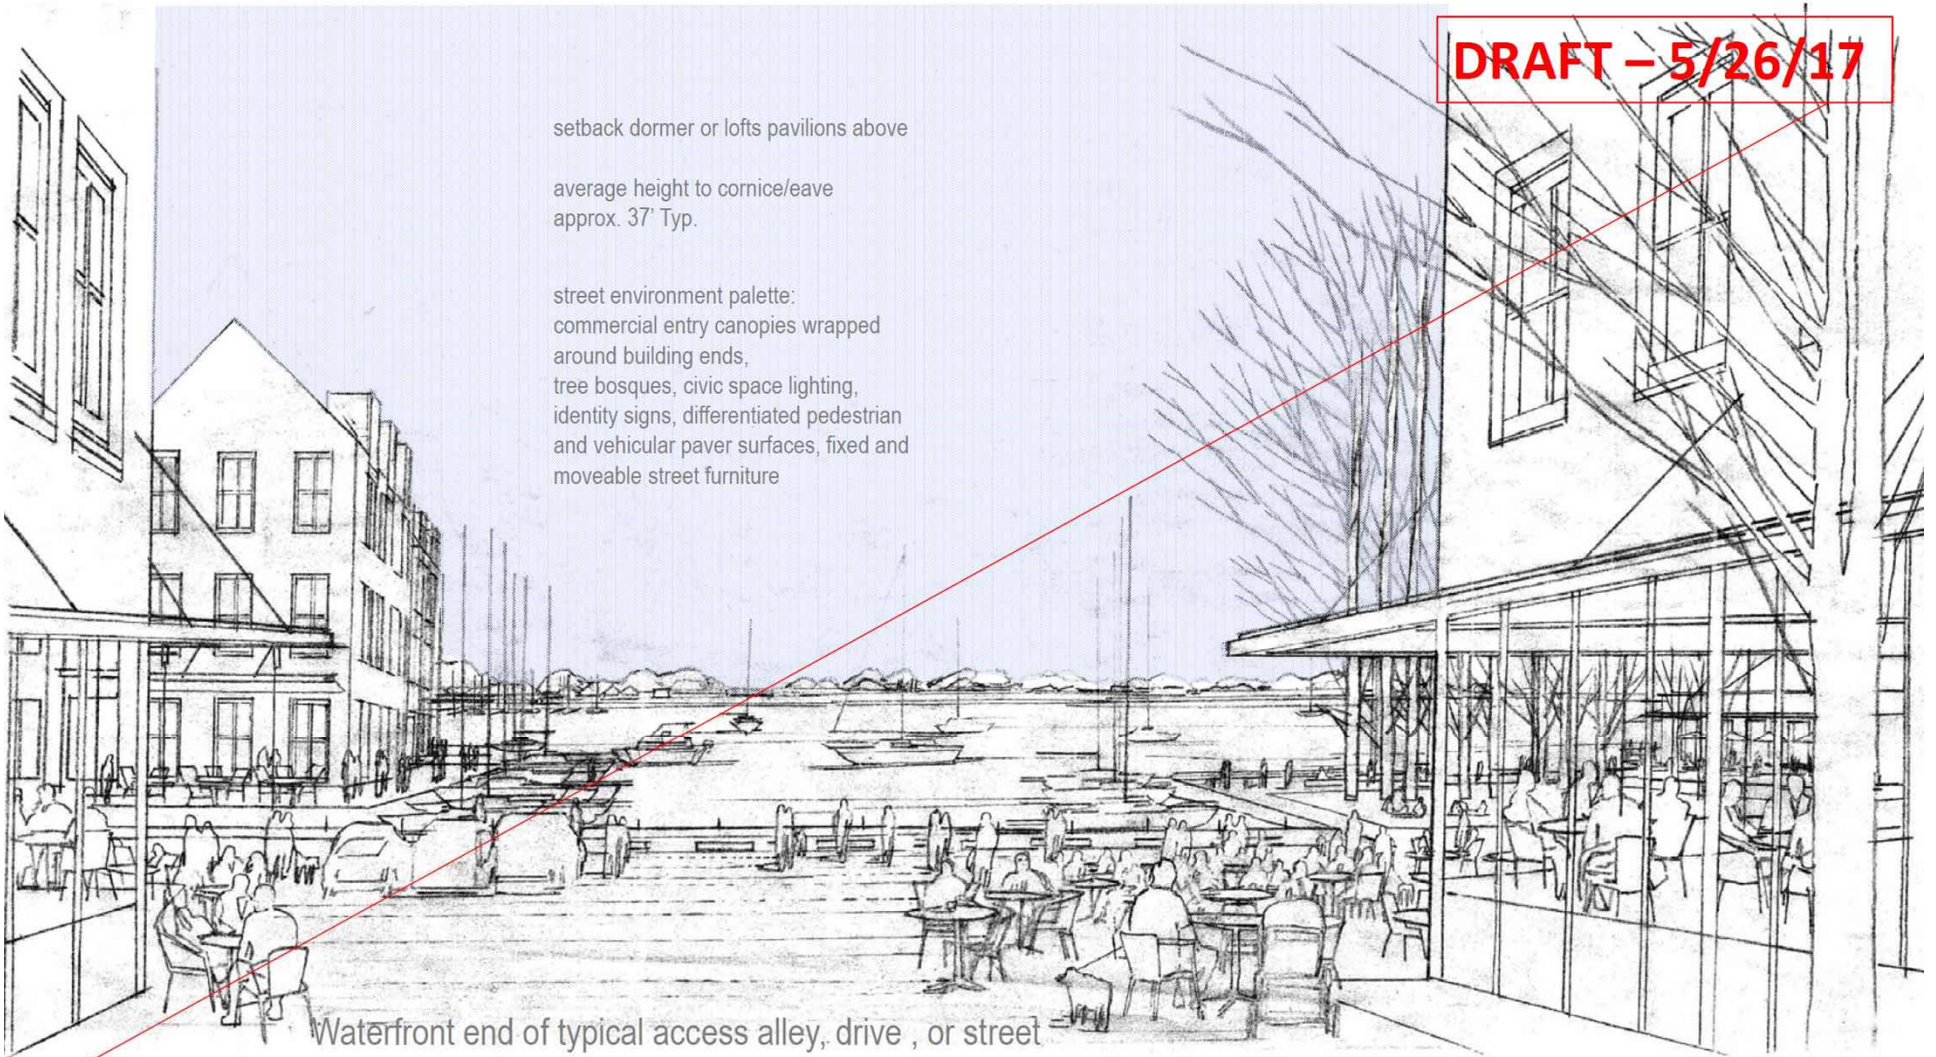 DRAFT – 5/26/17
setback dormer or lofts pavilions above
average height to cornice/eave
approx. 37' Typ.
street environment palette:
commercial entry canopies wrapped
around building ends,
tree bosques, civic space lighting,
identity signs, differentiated pedestrian
and vehicular paver surfaces, fixed and
moveable street furniture
Waterfront end of typical access alley, drive , or street